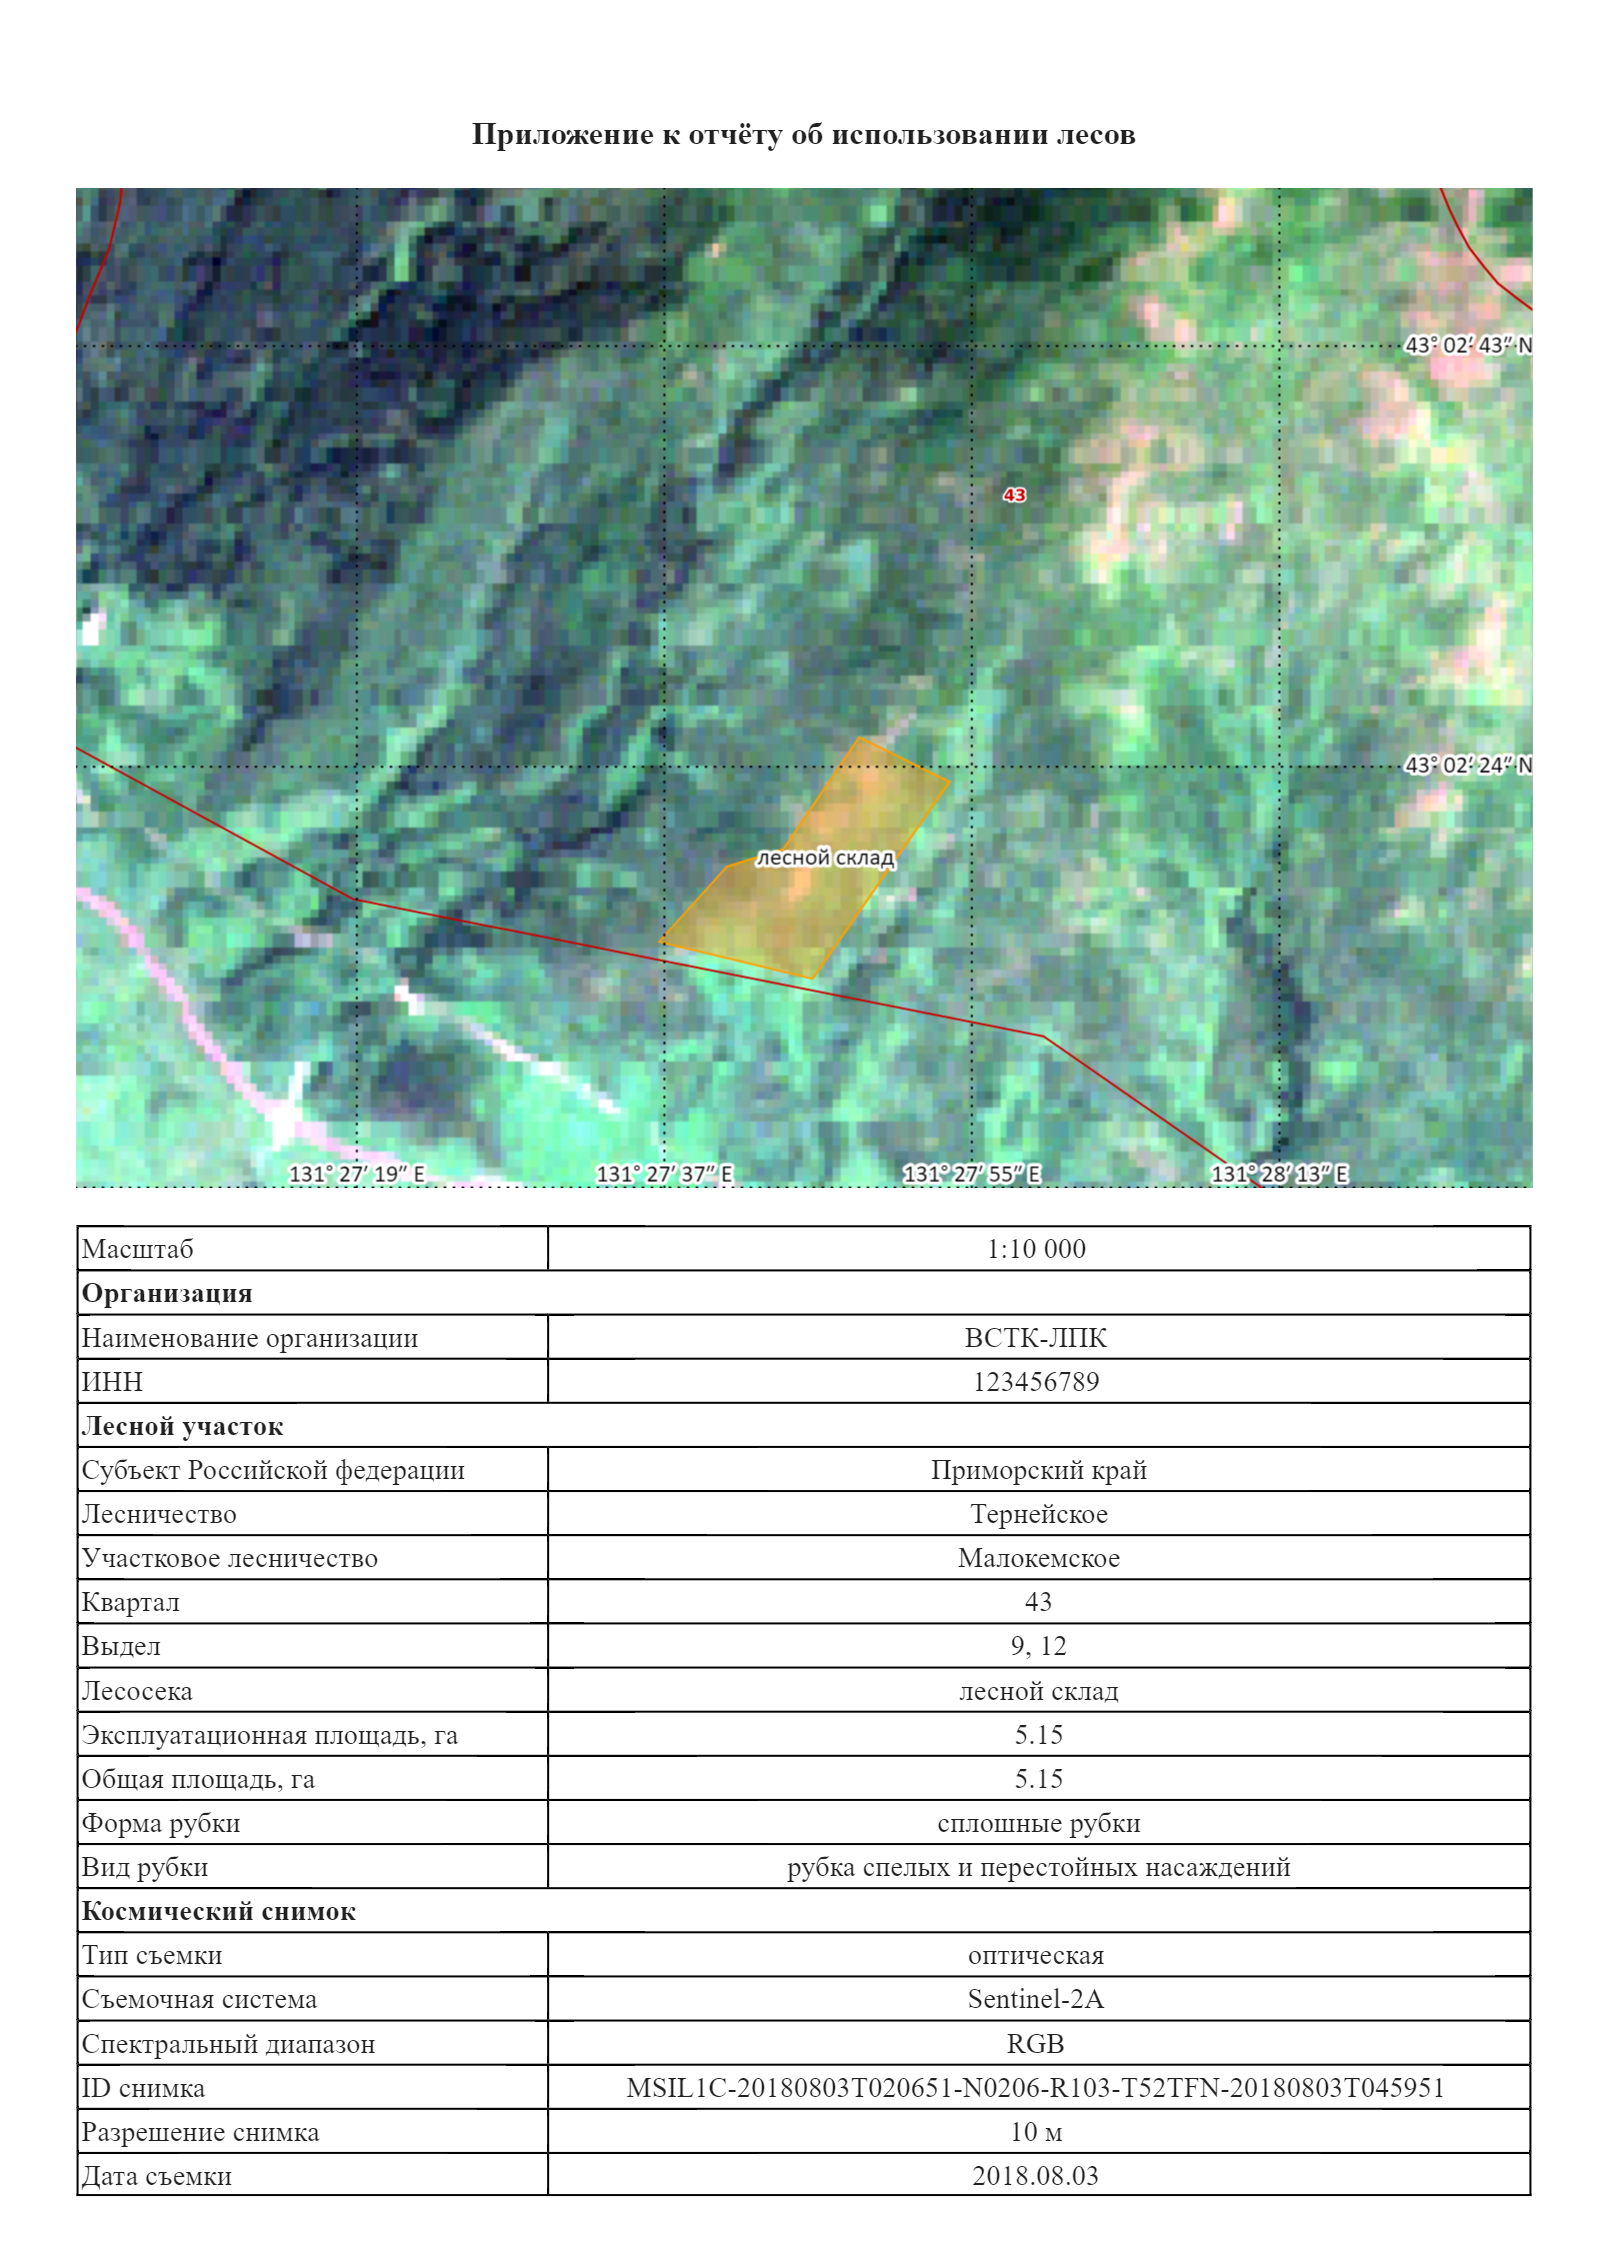 Приложение к отчёту об использовании лесов
43° 02′ 43″ N
43
43° 02′ 24″ N
лесной склад
131° 27′ 19″ E 131° 27′ 37″ E 131° 27′ 55″ E 131° 28′ 13″ E
Масштаб 1:10 000
Организация
Наименование организации ВСТК-ЛПК
ИНН 123456789
Лесной участок
Субъект Российской федерации Приморский край
Лесничество Тернейское
Участковое лесничество Малокемское
Квартал 43
Выдел 9, 12
Лесосека лесной склад
Эксплуатационная площадь, га 5.15
Общая площадь, га 5.15
Форма рубки сплошные рубки
Вид рубки рубка спелых и перестойных насаждений
Космический снимок
Тип съемки оптическая
Съемочная система Sentinel-2A
Спектральный диапазон RGB
ID снимка MSIL1C-20180803T020651-N0206-R103-T52TFN-20180803T045951
Разрешение снимка 10 м
Дата съемки 2018.08.03